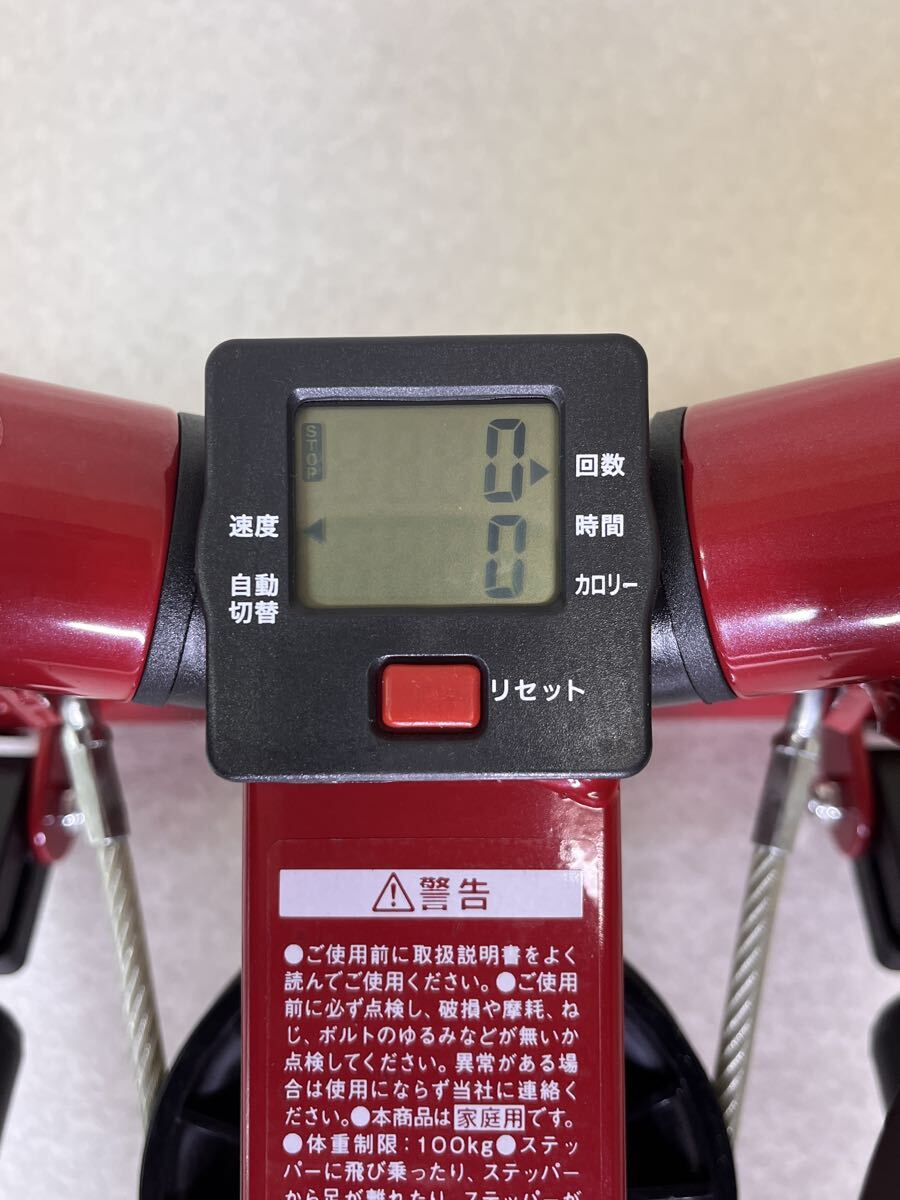 STOP
0
回数
速度
0
時間
自動
切替
カロリー
リセット
⚠警告
●ご使用前に取扱説明書をよく
読んでご使用ください。●ご使用
前に必ず点検し、破損や摩耗、ね
じ、ボルトのゆるみなどが無いか
点検してください。異常がある場
合は使用にならず当社に連絡く
ださい。●本商品は家庭用です。
●体重制限:100kg●ステッ
パーに飛び乗ったり、ステッパー
から足が離れたり、ステッパーが